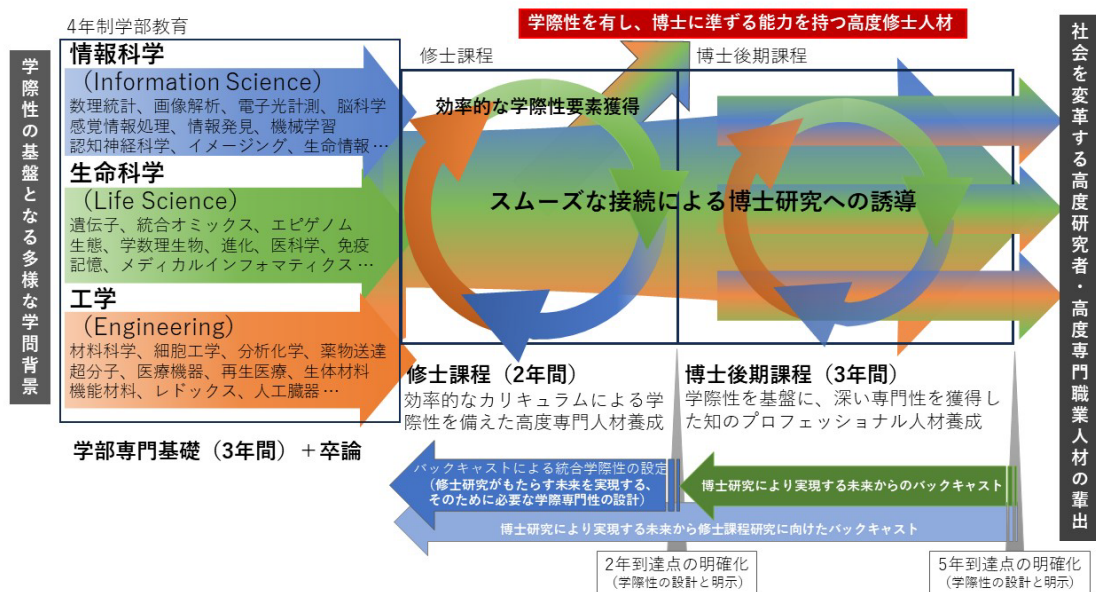 学際性の基盤となる多様な学問背景
4年制学部教育
情報科学
(Information Science)
数理統計、画像解析、電子光計測、脳科学
感覚情報処理、情報発見、機械学習
認知神経科学、イメージング、生命情報…
生命科学
(Life Science)
遺伝子、統合オミックス、エピゲノム
生態、学数理生物、進化、医科学、免疫
記憶、メディカルインフォマティクス…
工学
(Engineering)
材料科学、細胞工学、分析化学、薬物送達
超分子、医療機器、再生医療、生体材料
機能材料、レドックス、人工臓器…
学部専門基礎（3年間）＋卒論
学際性を有し、博士に準ずる能力を持つ高度修士人材
修士課程
博士後期課程
効率的な学際性要素獲得
スムーズな接続による博士研究への誘導
修士課程（2年間）
効率的なカリキュラムによる学
際性を備えた高度専門人材養成
博士後期課程（3年間）
学際性を基盤に、深い専門性を獲得し
た知のプロフェッショナル人材養成
バックキャストによる統合学際性の設定
（修士研究がもたらす未来を実現する、
そのために必要な学際専門性の設計）
博士研究により実現する未来からのバックキャスト
博士研究により実現する未来から修士課程研究に向けたバックキャスト
2年到達点の明確化
（学際性の設計と明示）
5年到達点の明確化
（学際性の設計と明示）
社会を変革する高度研究者・高度専門職業人材の輩出